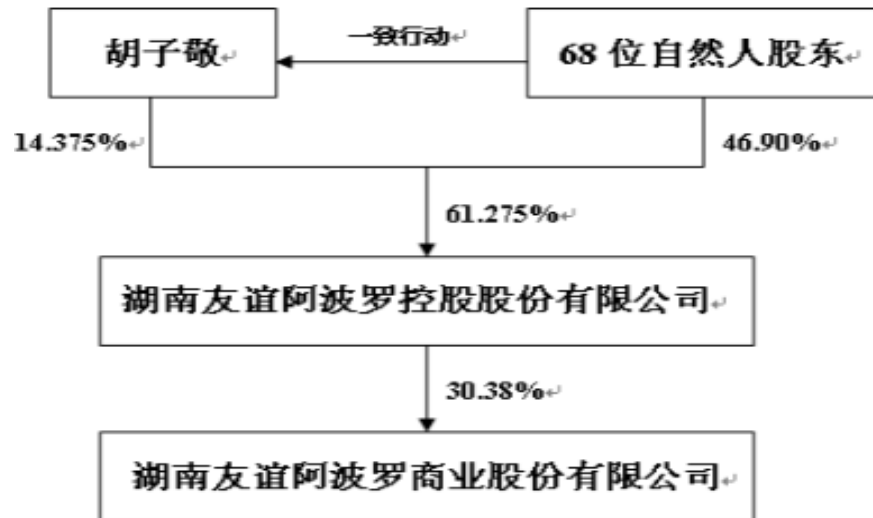 胡子敬
一致行动
68 位自然人股东
14.375%
46.90%
61.275%
湖南友谊阿波罗控股股份有限公司
30.38%
湖南友谊阿波罗商业股份有限公司